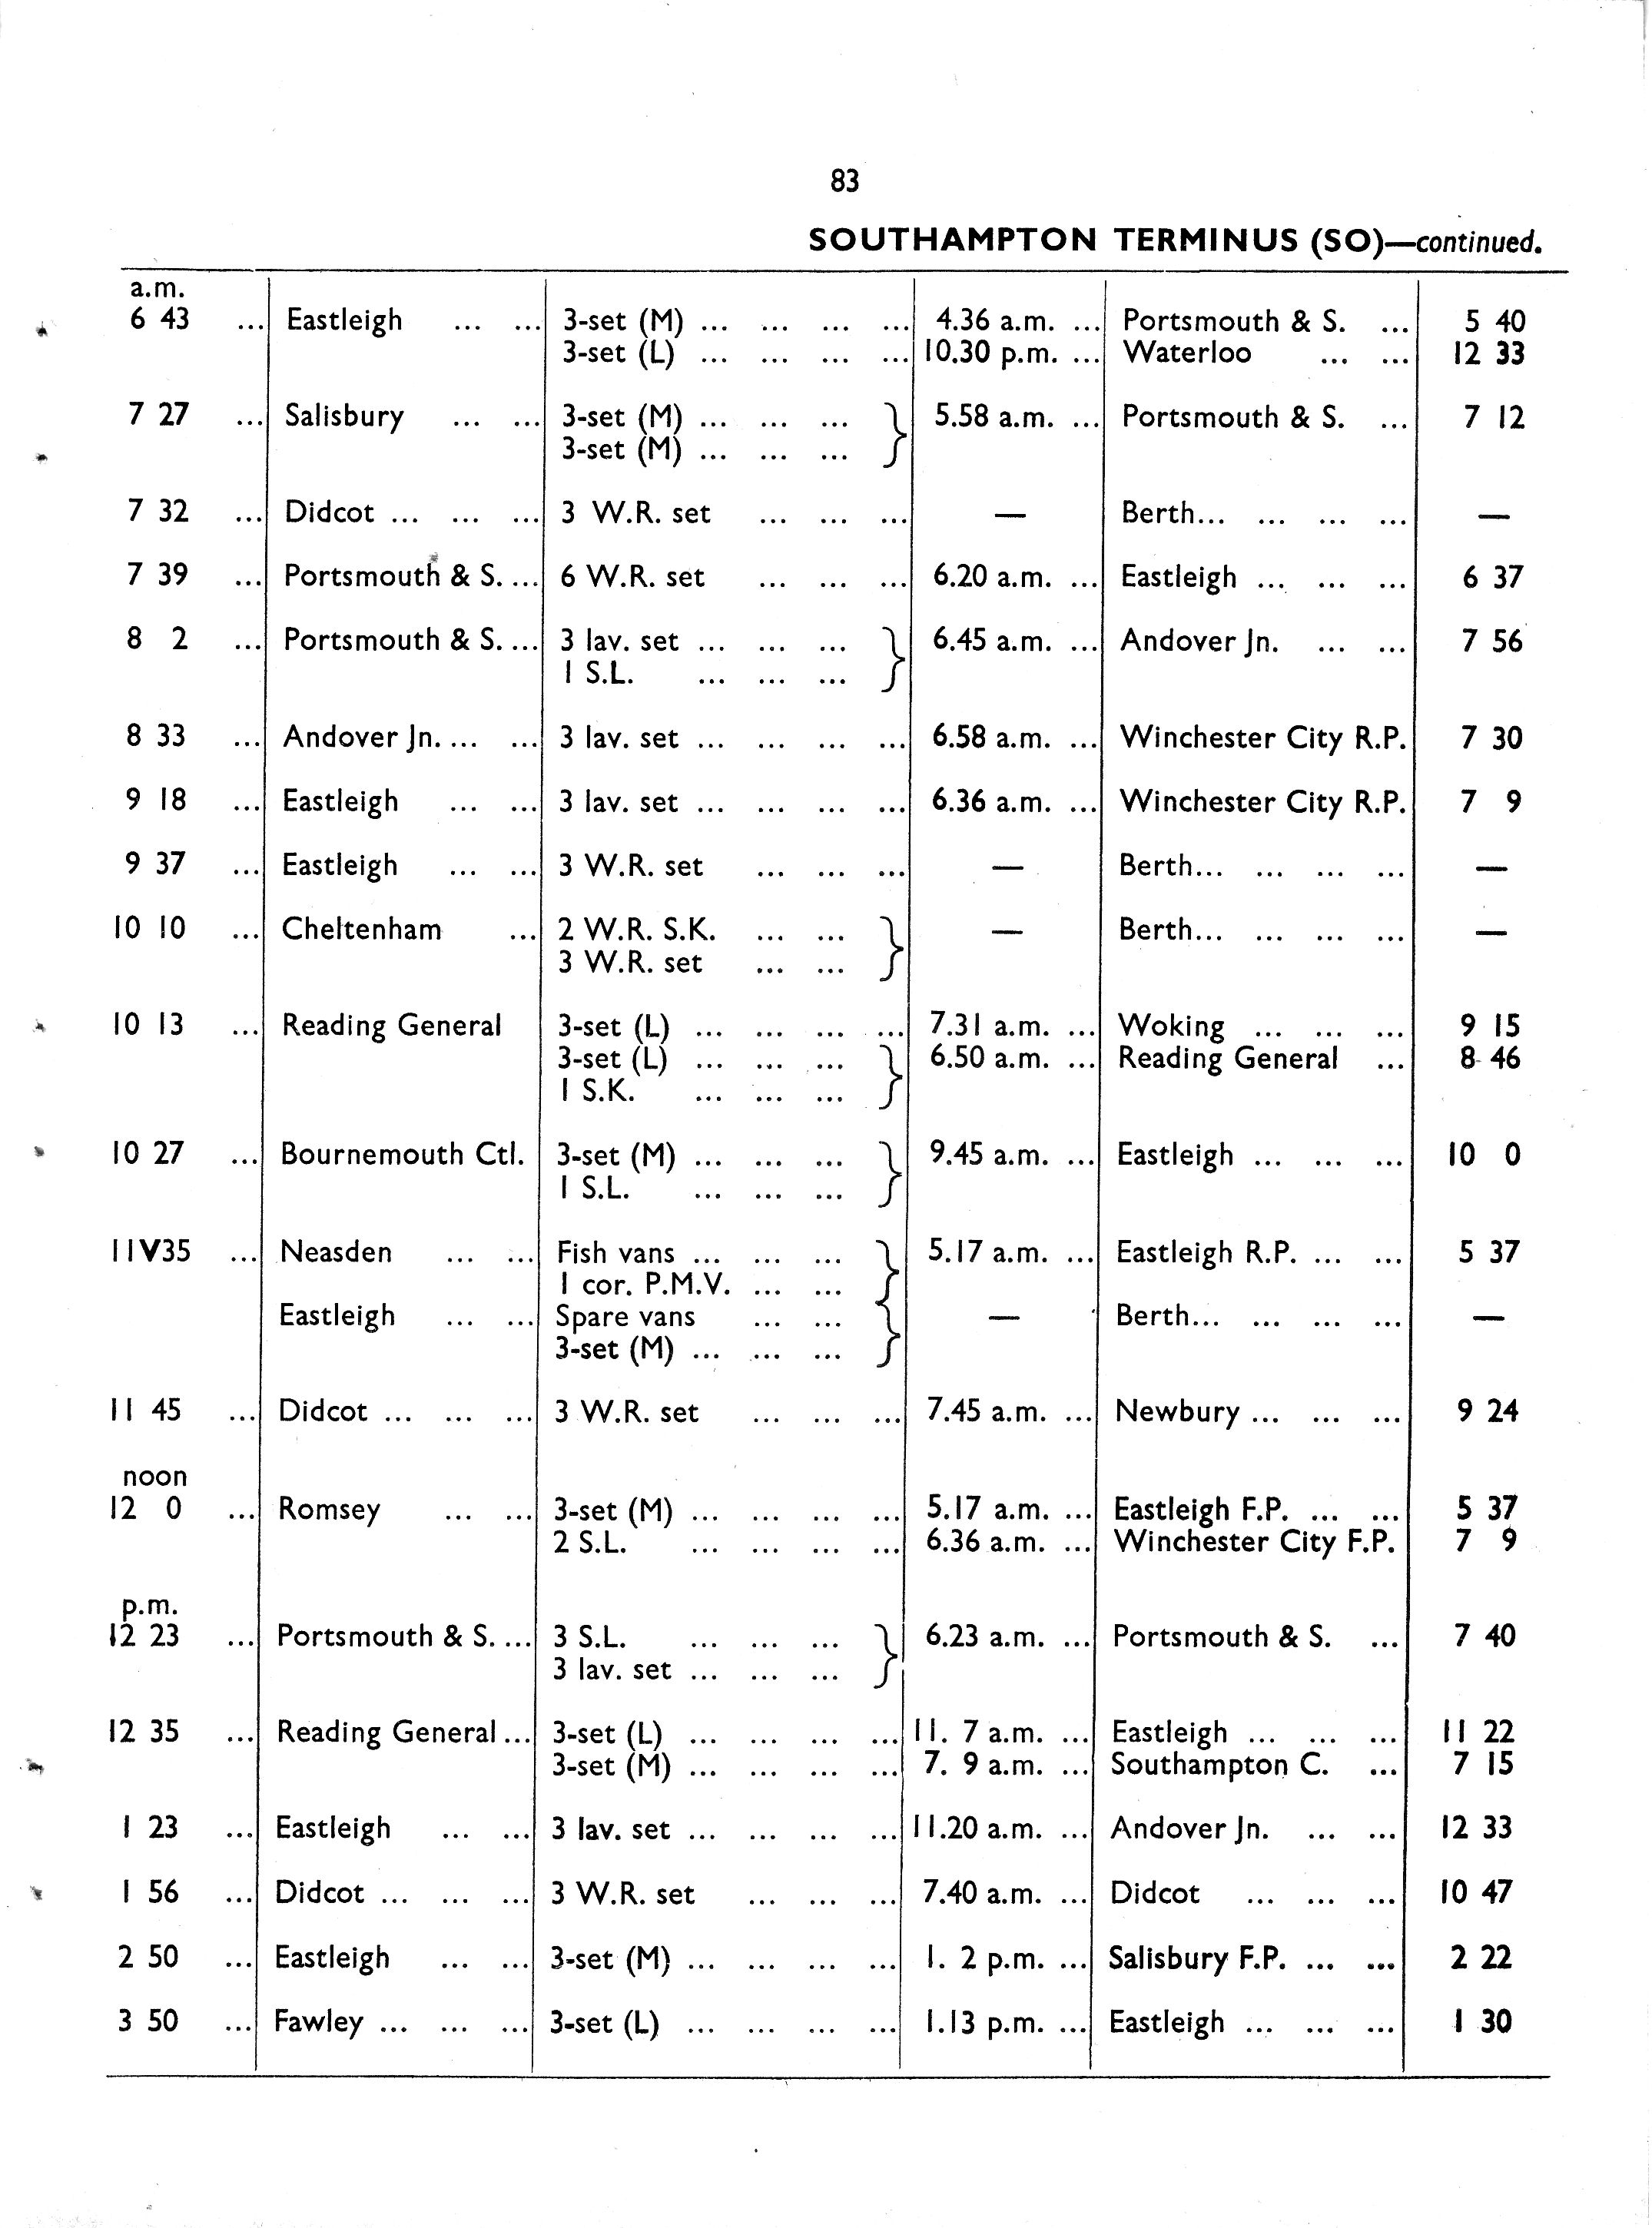 83
SOUTHAMPTON TERMINUS (SO)—continued.
a.m.
6 43 ... Eastleigh ... ... 3-set (M) ... ... ... ... 4.36 a.m. ... Portsmouth & S. ... 5 40
3-set (L) ... ... ... ... 10.30 p.m. ... Waterloo ... ... 12 33
7 27 ... Salisbury ... ... 3-set (M) ... ... ... } 5.58 a.m. ... Portsmouth & S. ... 7 12
3-set (M) ... ... ...
7 32 ... Didcot ... ... ... 3 W.R. set ... ... ... — Berth... ... ... ... —
7 39 ... Portsmouth & S. ... 6 W.R. set ... ... ... 6.20 a.m. ... Eastleigh ... ... ... 6 37
8 2 ... Portsmouth & S. ... 3 lav. set ... ... ... } 6.45 a.m. ... Andover Jn. ... ... 7 56
1 S.L. ... ... ...
8 33 ... Andover Jn. ... ... 3 lav. set ... ... ... ... 6.58 a.m. ... Winchester City R.P. 7 30
9 18 ... Eastleigh ... ... 3 lav. set ... ... ... ... 6.36 a.m. ... Winchester City R.P. 7 9
9 37 ... Eastleigh ... ... 3 W.R. set ... ... ... — Berth... ... ... ... —
10 10 ... Cheltenham ... 2 W.R. S.K. ... ... } — Berth... ... ... ... —
3 W.R. set ... ...
10 13 ... Reading General 3-set (L) ... ... ... ... 7.31 a.m. ... Woking ... ... ... 9 15
3-set (L) ... ... ... } 6.50 a.m. ... Reading General ... 8 46
1 S.K. ... ... ...
10 27 ... Bournemouth Ctl. 3-set (M) ... ... ... } 9.45 a.m. ... Eastleigh ... ... ... 10 0
1 S.L. ... ... ...
11V35 ... Neasden ... ... Fish vans ... ... ... } 5.17 a.m. ... Eastleigh R.P. ... ... 5 37
1 cor. P.M.V. ... ...
Eastleigh ... ... Spare vans ... ... } — Berth... ... ... ... —
3-set (M) ... ... ...
11 45 ... Didcot ... ... ... 3 W.R. set ... ... ... 7.45 a.m. ... Newbury ... ... ... 9 24
noon
12 0 ... Romsey ... ... 3-set (M) ... ... ... ... 5.17 a.m. ... Eastleigh F.P. ... ... 5 37
2 S.L. ... ... ... ... 6.36 a.m. ... Winchester City F.P. 7 9
p.m.
12 23 ... Portsmouth & S. ... 3 S.L. ... ... ... } 6.23 a.m. ... Portsmouth & S. ... 7 40
3 lav. set ... ... ...
12 35 ... Reading General ... 3-set (L) ... ... ... ... 11. 7 a.m. ... Eastleigh ... ... ... 11 22
3-set (M) ... ... ... ... 7. 9 a.m. ... Southampton C. ... 7 15
1 23 ... Eastleigh ... ... 3 lav. set ... ... ... ... 11.20 a.m. ... Andover Jn. ... ... 12 33
1 56 ... Didcot ... ... ... 3 W.R. set ... ... ... 7.40 a.m. ... Didcot ... ... ... 10 47
2 50 ... Eastleigh ... ... 3-set (M) ... ... ... ... 1. 2 p.m. ... Salisbury F.P. ... ... 2 22
3 50 ... Fawley ... ... ... 3-set (L) ... ... ... ... 1.13 p.m. ... Eastleigh ... ... ... 1 30